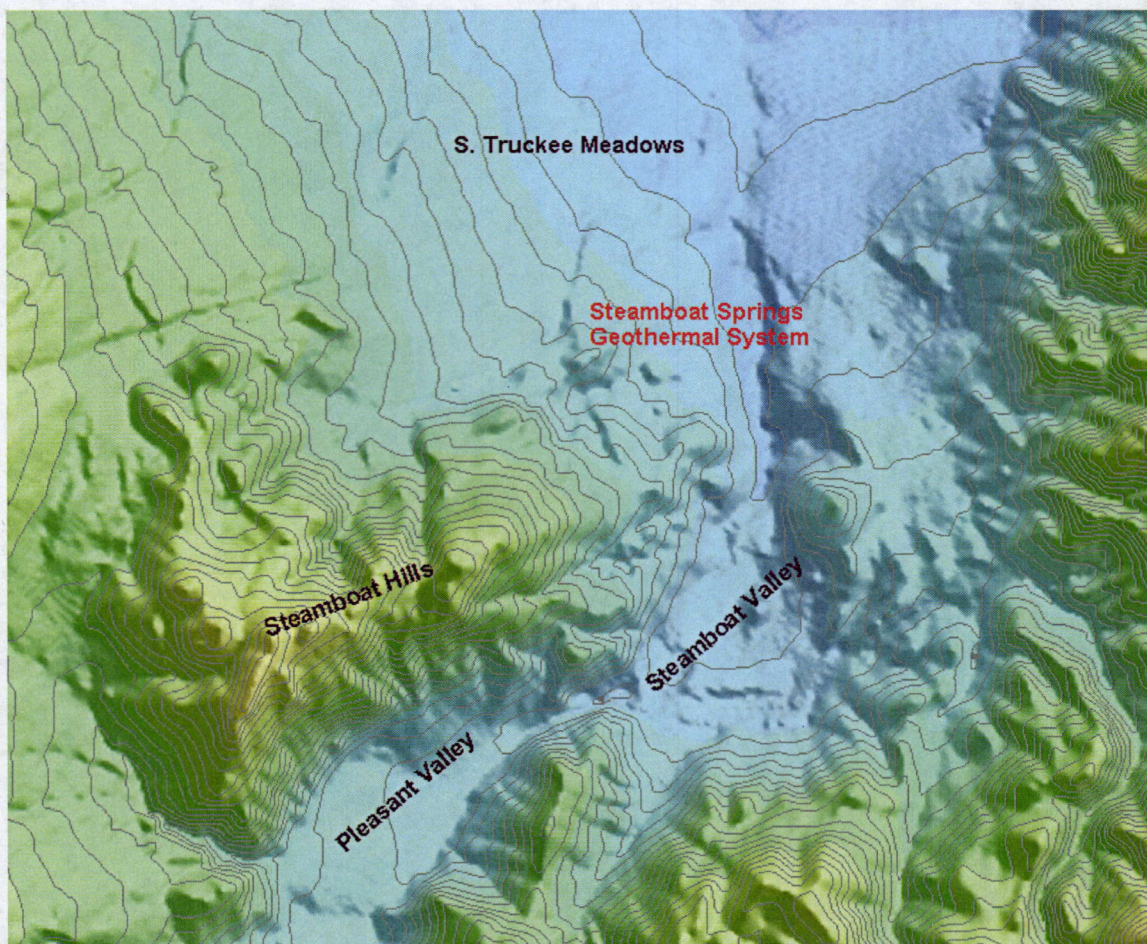 S. Truckee Meadows
Steamboat Springs
Geothermal System
Steamboat Hills
Steamboat Valley
Pleasant Valley